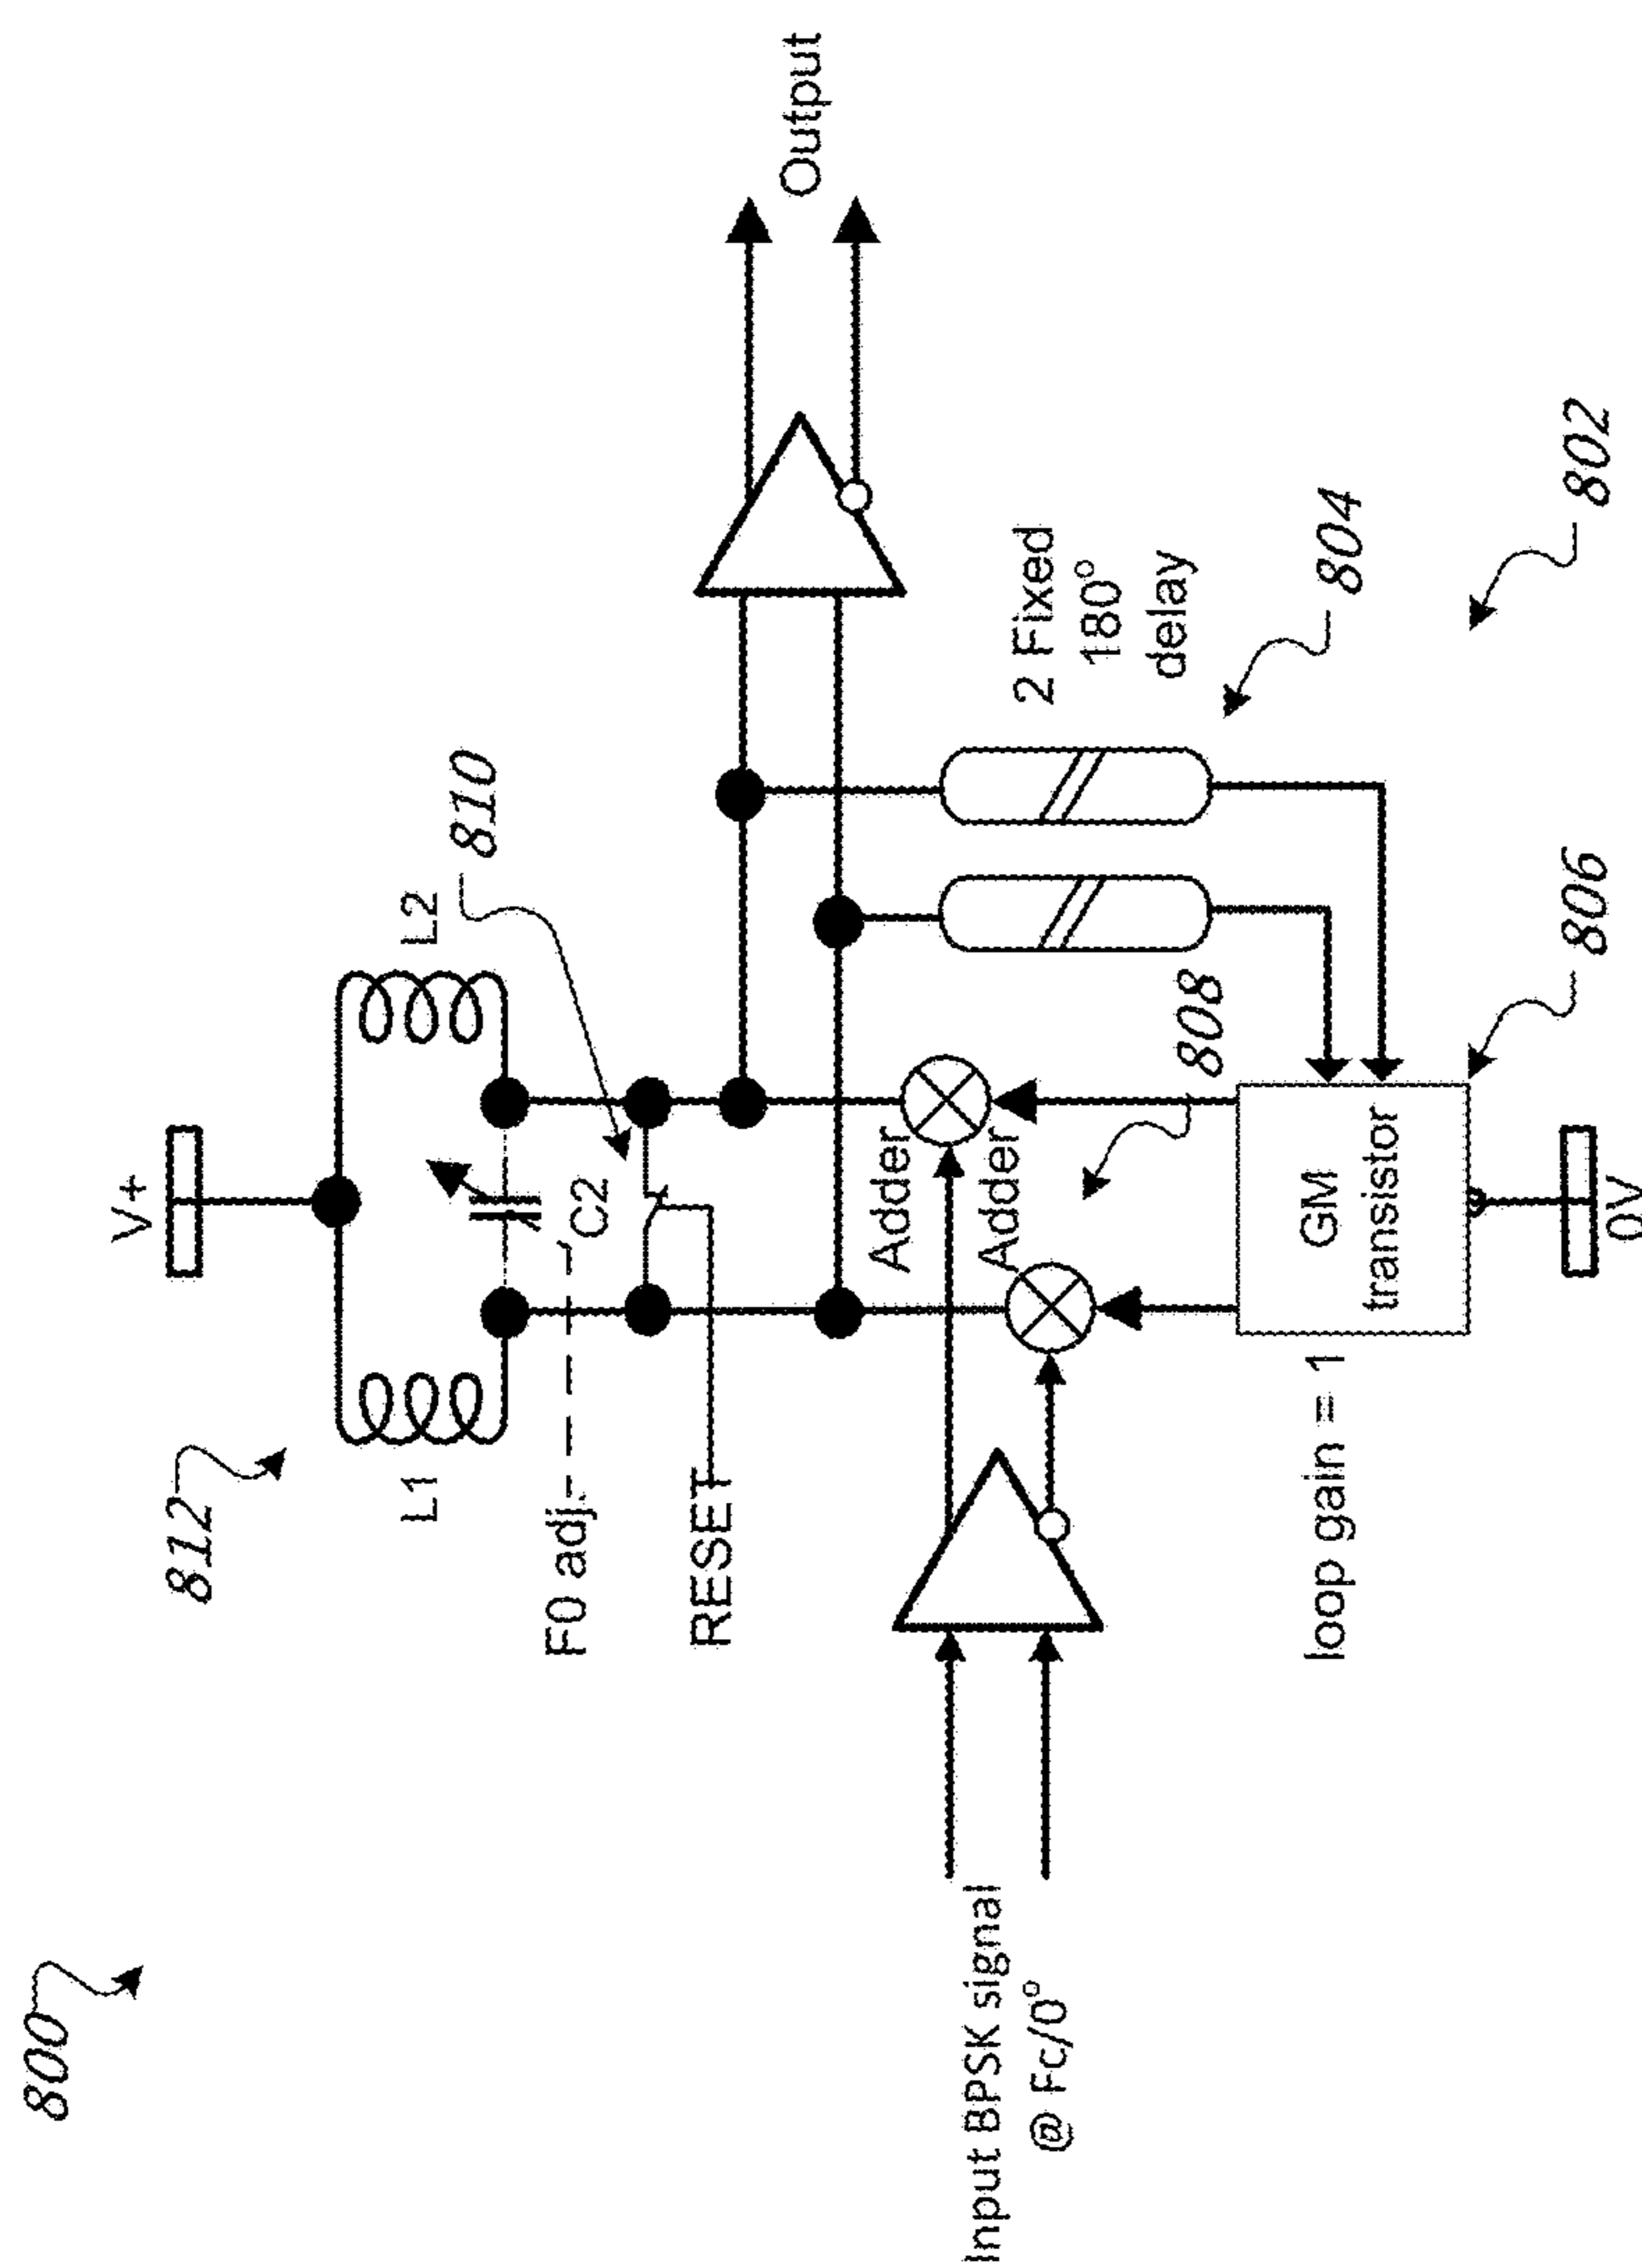 800
812
V+
L1
L2
810
F0 adj.
C2
RESET
Output
Adder
Adder
2 Fixed
180°
delay
804
808
Input BPSK signal
@ Fc/0°
loop gain = 1
GM
transistor
806
802
0V